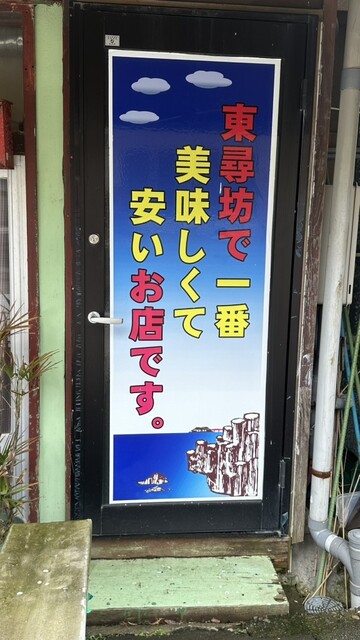 東尋坊で一番
美味しくて
安いお店です。